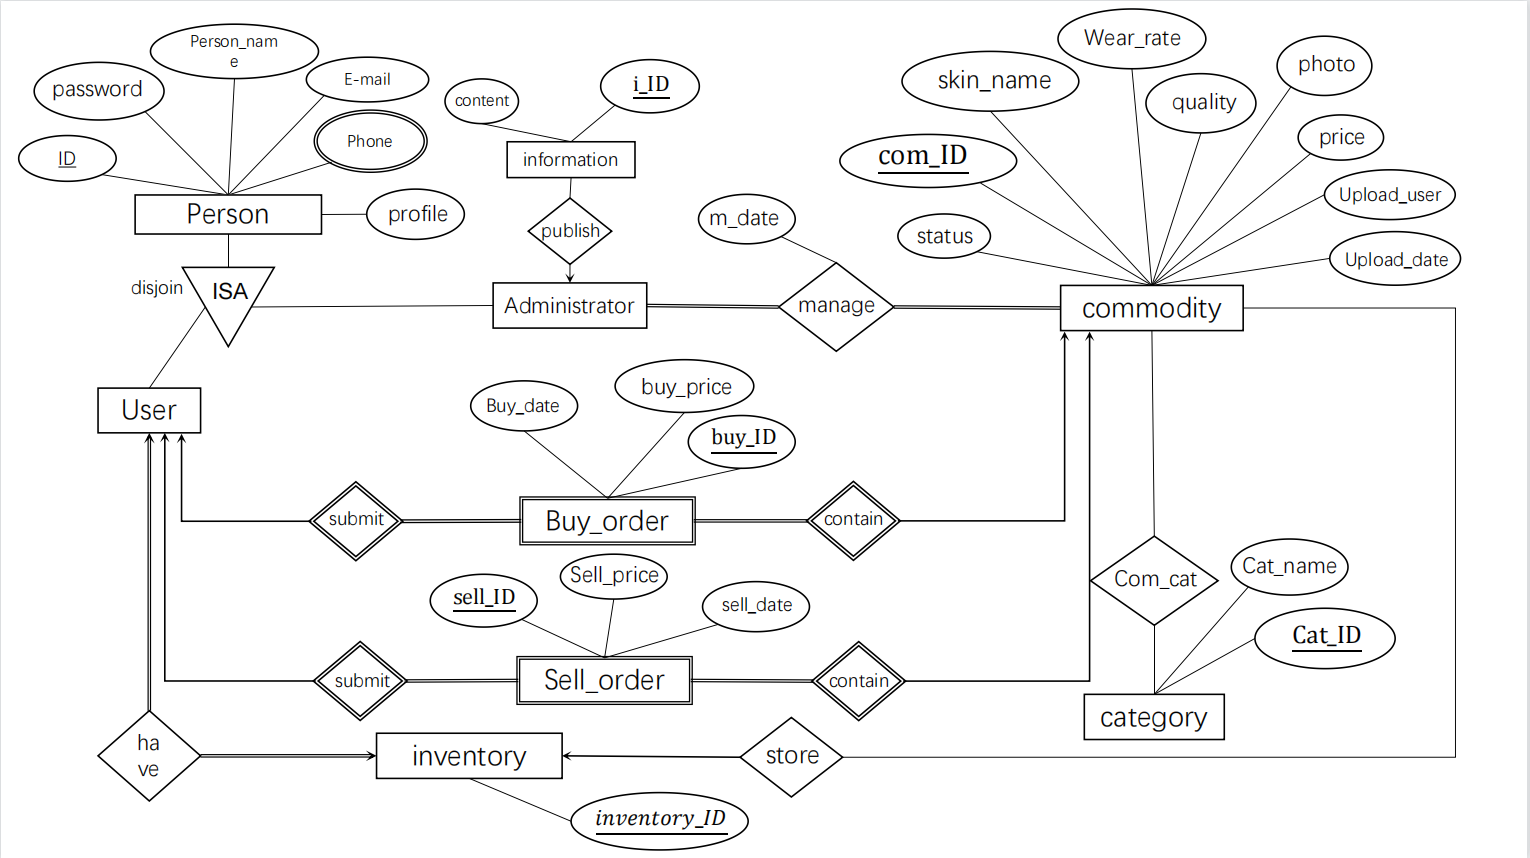 Person_nam
e
password
E-mail
Phone
ID
Person
profile
content
i_ID
information
publish
disjoin
ISA
Administrator
m_date
manage
Wear_rate
skin_name
photo
quality
com_ID
price
Upload_user
status
Upload_date
commodity
User
Buy_date
buy_price
buy_ID
submit
Buy_order
contain
sell_ID
Sell_price
sell_date
Com_cat
Cat_name
Cat_ID
submit
Sell_order
contain
category
ha
ve
inventory
store
inventory_ID